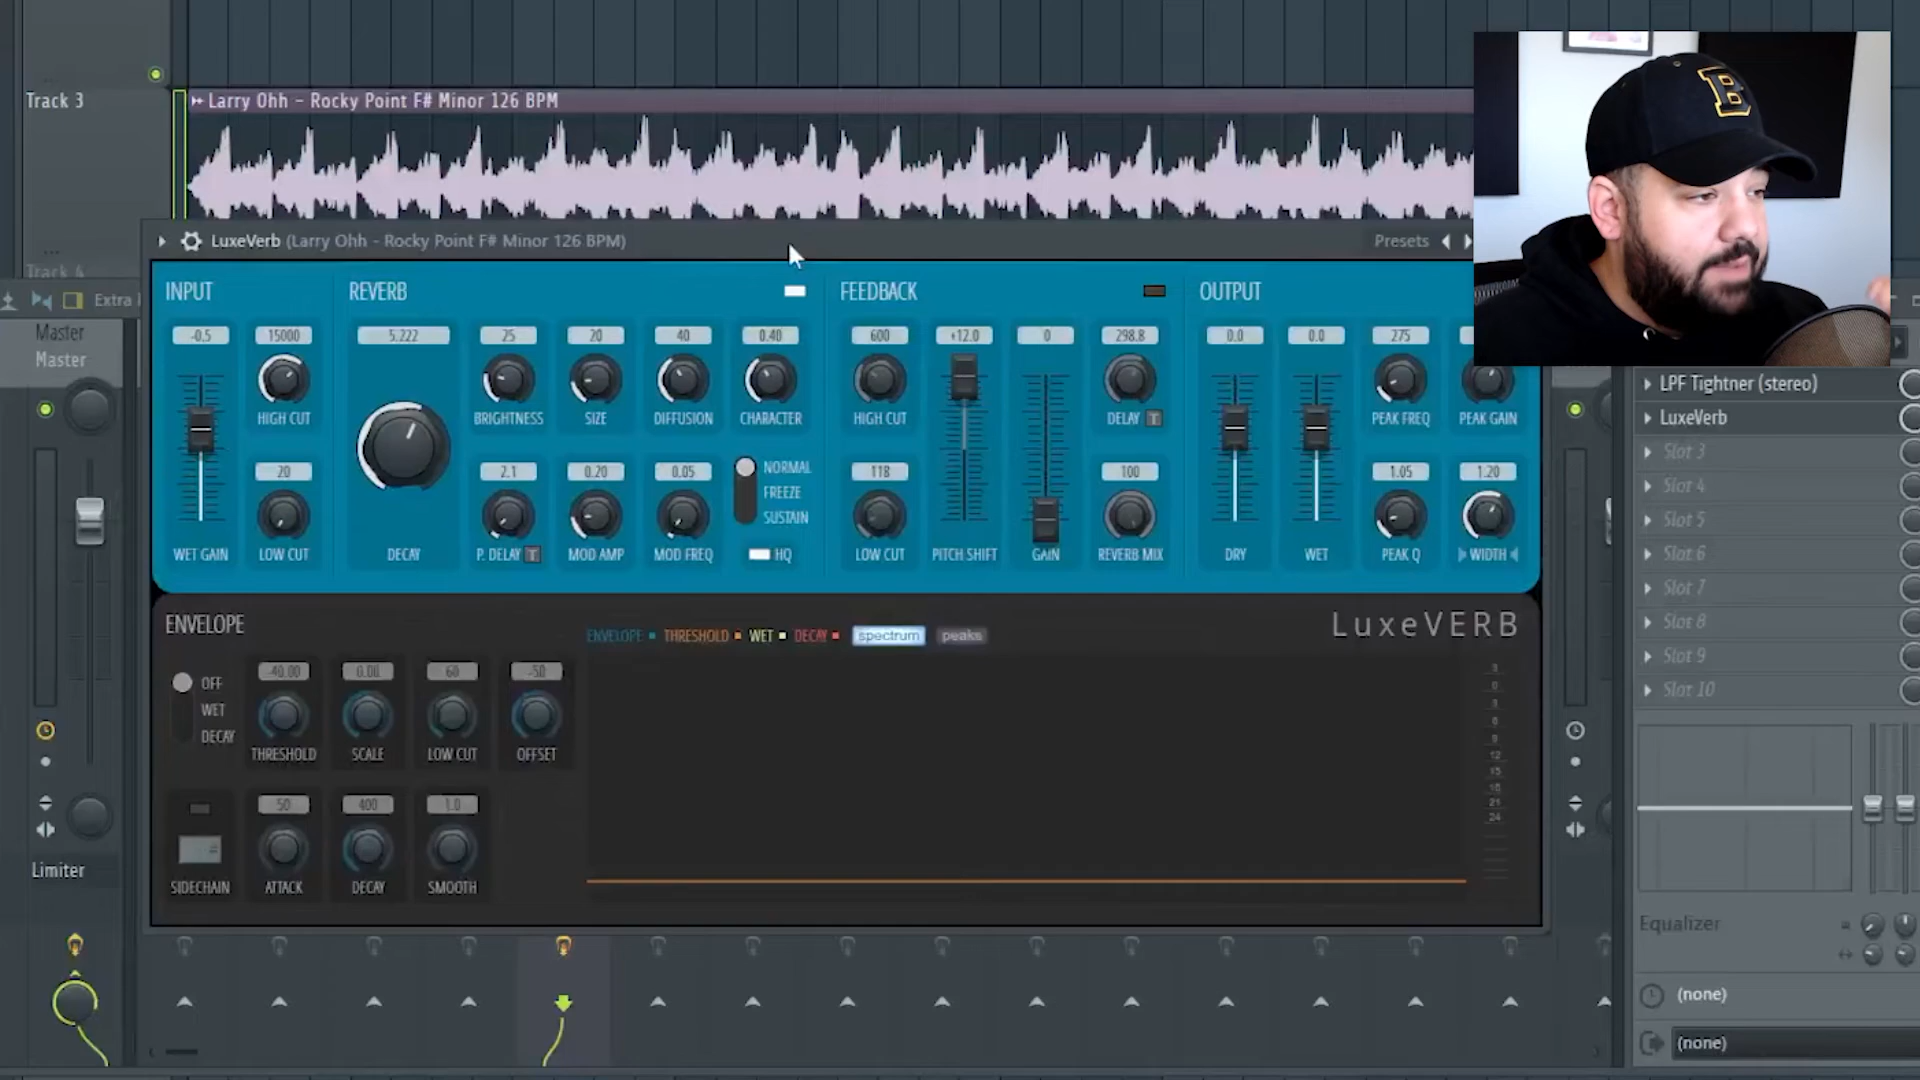 Track 3
Larry Ohh - Rocky Point F# Minor 126 BPM
LuxeVerb (Larry Ohh - Rocky Point F# Minor 126 BPM)
Presets
B
Track 4
Extra
Master
Master
INPUT
REVERB
FEEDBACK
OUTPUT
-0.5
15000
5.222
25
20
40
0.40
600
+12.0
0
298.8
0.0
0.0
275
HIGH CUT
BRIGHTNESS
SIZE
DIFFUSION
CHARACTER
HIGH CUT
DELAY T
PEAK FREQ
PEAK GAIN
20
2.1
0.20
0.05
NORMAL
FREEZE
SUSTAIN
118
100
1.05
1.20
WET GAIN
LOW CUT
DECAY
P. DELAY T
MOD AMP
MOD FREQ
HQ
LOW CUT
PITCH SHIFT
GAIN
REVERB MIX
DRY
WET
PEAK Q
WIDTH
ENVELOPE
ENVELOPE
THRESHOLD
WET
DECAY
spectrum
peaks
LuxeVERB
OFF
WET
DECAY
-40.00
0.00
60
-50
THRESHOLD
SCALE
LOW CUT
OFFSET
50
400
1.0
SIDECHAIN
ATTACK
DECAY
SMOOTH
12
15
21
24
Limiter
LPF Tightner (stereo)
LuxeVerb
Slot 3
Slot 4
Slot 5
Slot 6
Slot 7
Slot 8
Slot 9
Slot 10
Equalizer
(none)
(none)